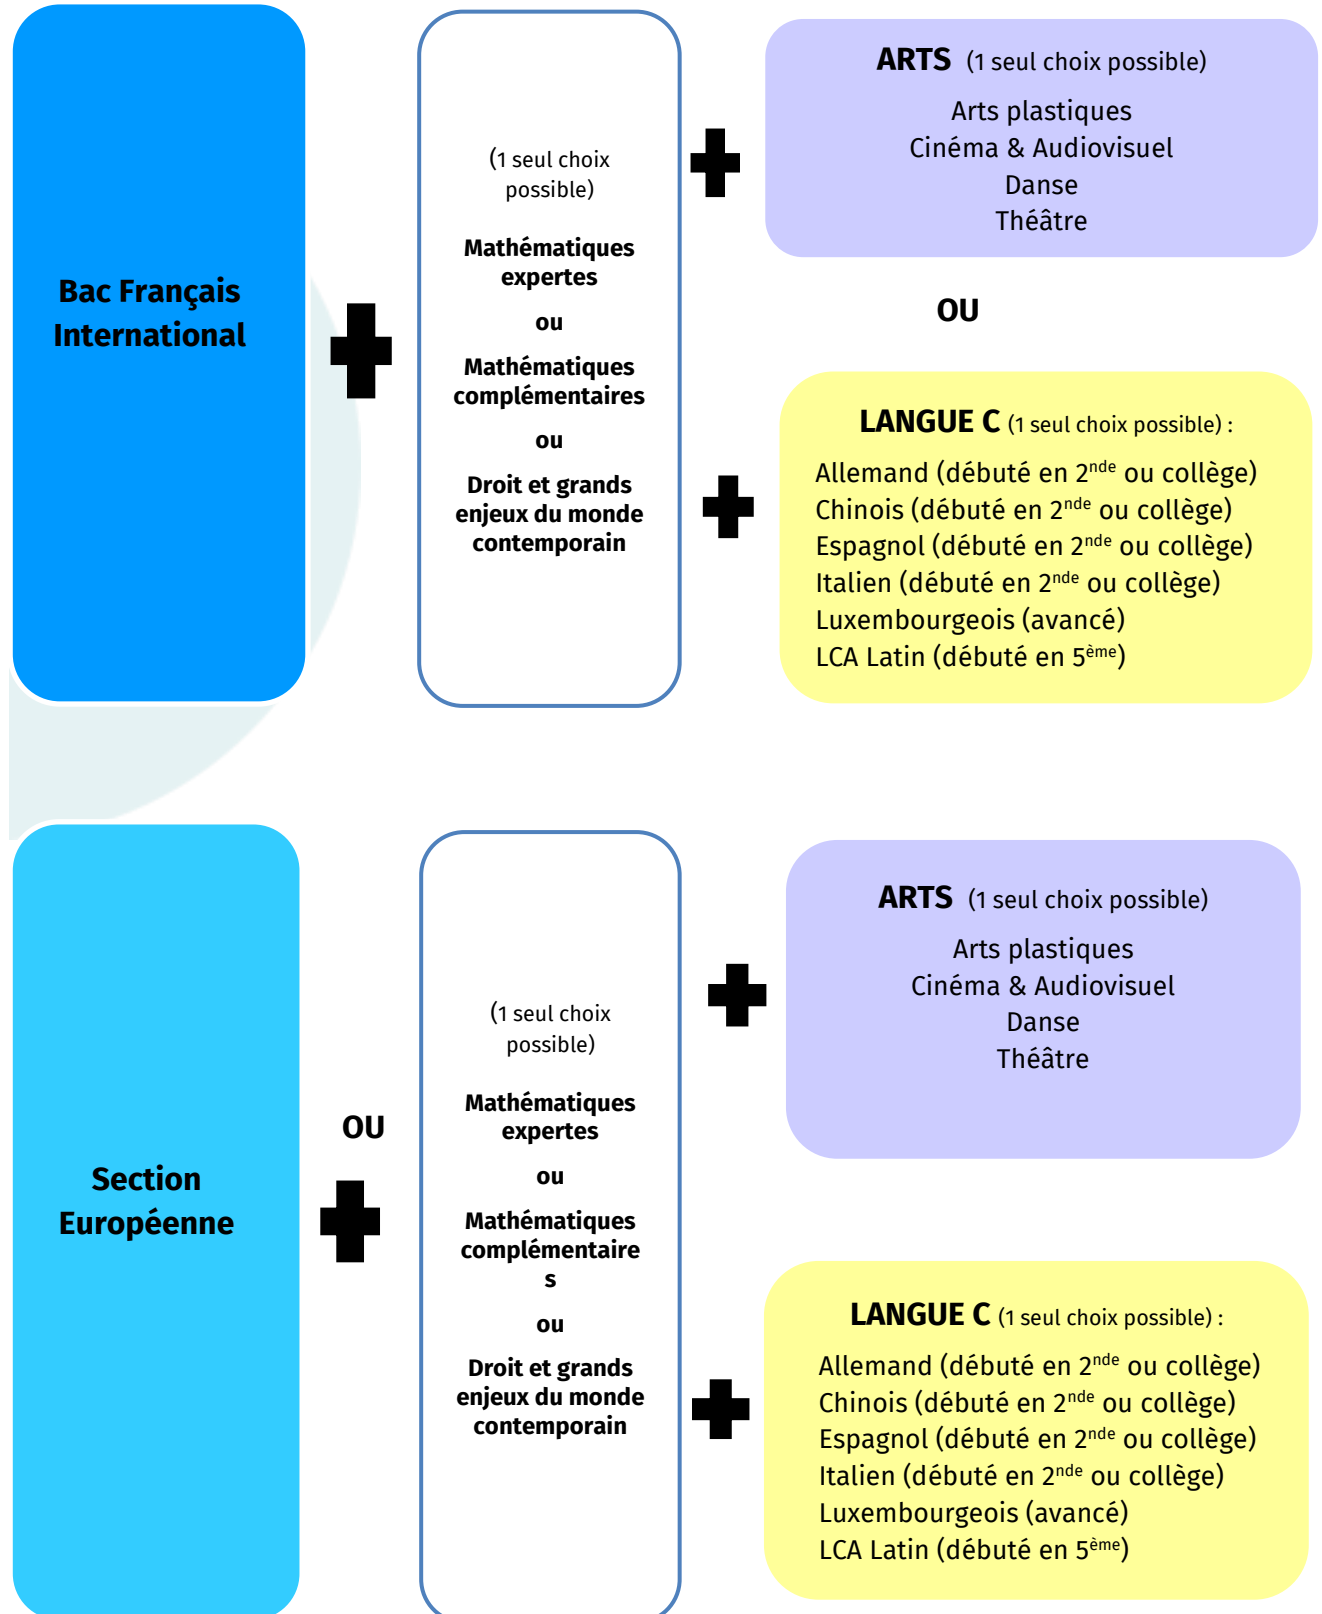 Bac Français
International
(1 seul choix
possible)
Mathématiques
expertes
ou
Mathématiques
complémentaires
ou
Droit et grands
enjeux du monde
contemporain
ARTS (1 seul choix possible)
Arts plastiques
Cinéma & Audiovisuel
Danse
Théâtre
OU
LANGUE C (1 seul choix possible) :
Allemand (débuté en 2nde ou collège)
Chinois (débuté en 2nde ou collège)
Espagnol (débuté en 2nde ou collège)
Italien (débuté en 2nde ou collège)
Luxembourgeois (avancé)
LCA Latin (débuté en 5ème)
Section
Européenne
OU
(1 seul choix
possible)
Mathématiques
expertes
ou
Mathématiques
complémentaire
s
ou
Droit et grands
enjeux du monde
contemporain
ARTS (1 seul choix possible)
Arts plastiques
Cinéma & Audiovisuel
Danse
Théâtre
LANGUE C (1 seul choix possible) :
Allemand (débuté en 2nde ou collège)
Chinois (débuté en 2nde ou collège)
Espagnol (débuté en 2nde ou collège)
Italien (débuté en 2nde ou collège)
Luxembourgeois (avancé)
LCA Latin (débuté en 5ème)